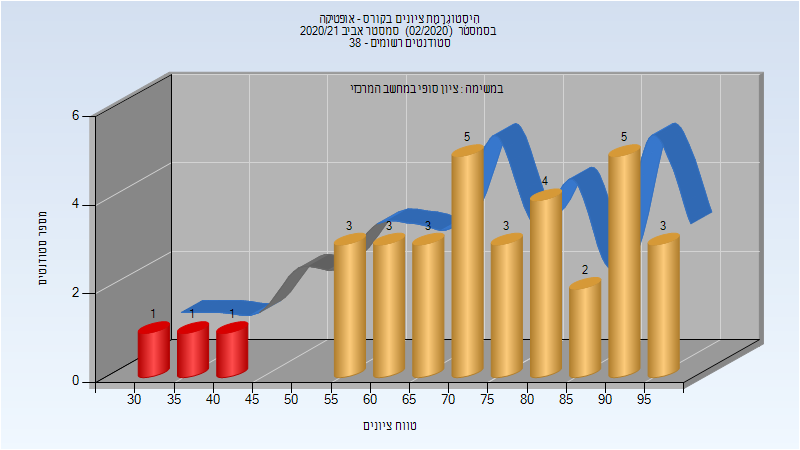 היסטוגרמת ציונים בקורס - אופטיקה
בסמסטר (02/2020) סמסטר אביב 2020/21
סטודנטים רשומים - 38
במשימה : ציון סופי במחשב המרכזי
מספר סטודנטים
6
4
2
0
1
1
1
3
3
3
5
3
4
2
5
3
30 35 40 45 50 55 60 65 70 75 80 85 90 95
טווח ציונים